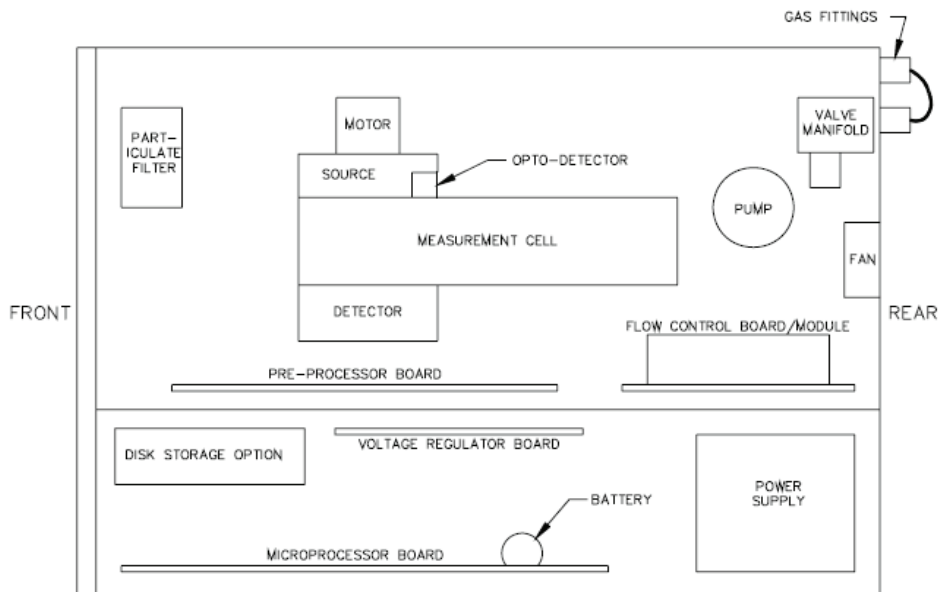 GAS FITTINGS
PART-
ICULATE
FILTER
MOTOR
VALVE
MANIFOLD
SOURCE
OPTO-DETECTOR
PUMP
MEASUREMENT CELL
FAN
FRONT
DETECTOR
REAR
FLOW CONTROL BOARD/MODULE
PRE-PROCESSOR BOARD
VOLTAGE REGULATOR BOARD
DISK STORAGE OPTION
POWER
SUPPLY
BATTERY
MICROPROCESSOR BOARD